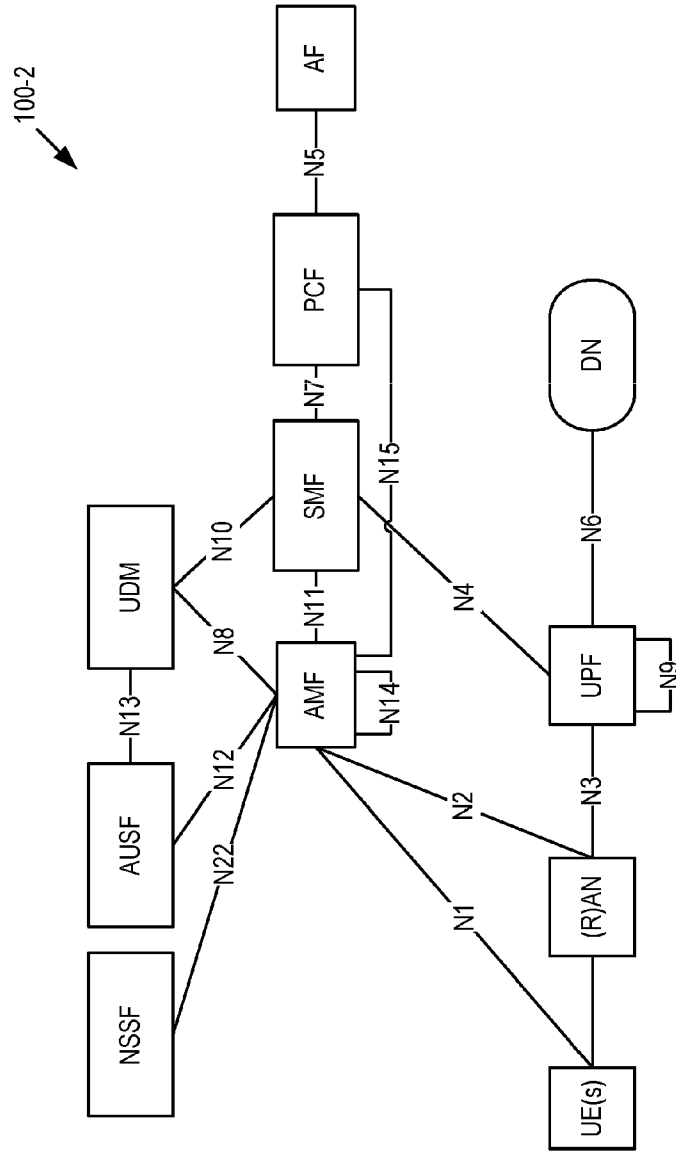 100-2
NSSF
AUSF
N13
UDM
N22
N12
N8
N10
AMF
N11
SMF
N7
PCF
N5
AF
N14
N15
N1
N2
N4
UE(s)
(R)AN
N3
UPF
N6
DN
N9